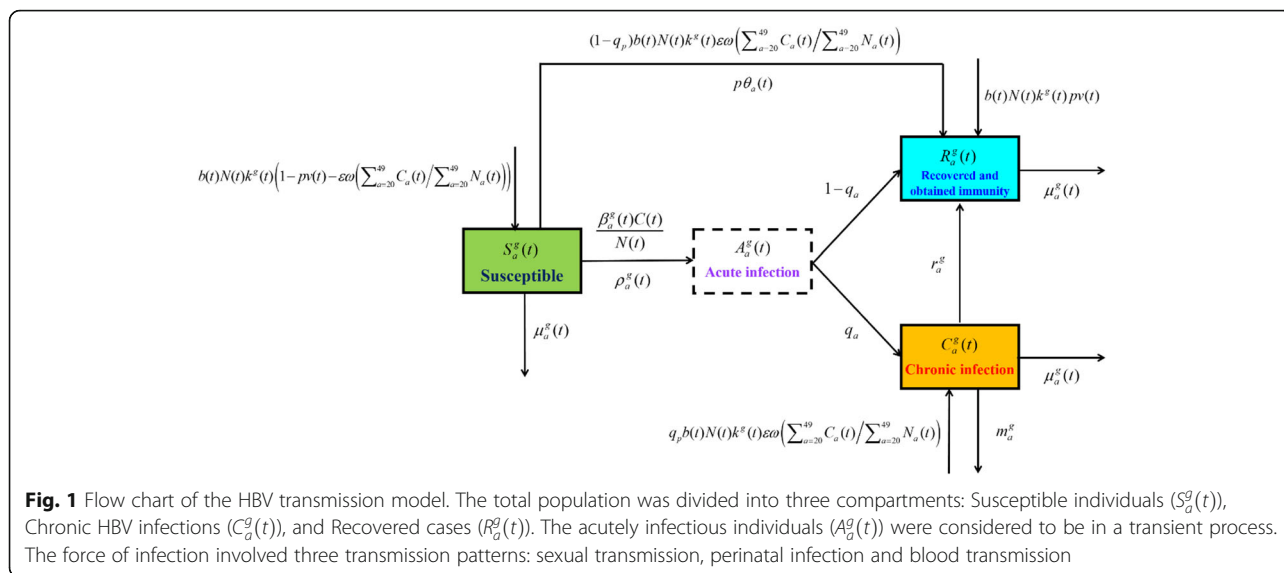 (1−q_p)b(t)N(t)k^g(t)εω(∑_{a−20}^{49} C_a(t)/∑_{a−20}^{49} N_a(t))
pθ_a(t)
b(t)N(t)k^g(t)pv(t)
b(t)N(t)k^g(t)(1−pv(t)−εω(∑_{a=20}^{49} C_a(t)/∑_{a=20}^{49} N_a(t)))
R_a^g(t)
Recovered and
obtained immunity
μ_a^g(t)
1−q_a
S_a^g(t)
Susceptible
β_a^g(t)C(t)
N(t)
ρ_a^g(t)
A_a^g(t)
Acute infection
r_a^g
μ_a^g(t)
q_a
C_a^g(t)
Chronic infection
μ_a^g(t)
q_p b(t)N(t)k^g(t)εω(∑_{a=20}^{49} C_a(t)/∑_{a=20}^{49} N_a(t))
m_a^g
Fig. 1 Flow chart of the HBV transmission model. The total population was divided into three compartments: Susceptible individuals (S_a^g(t)),
Chronic HBV infections (C_a^g(t)), and Recovered cases (R_a^g(t)). The acutely infectious individuals (A_a^g(t)) were considered to be in a transient process.
The force of infection involved three transmission patterns: sexual transmission, perinatal infection and blood transmission